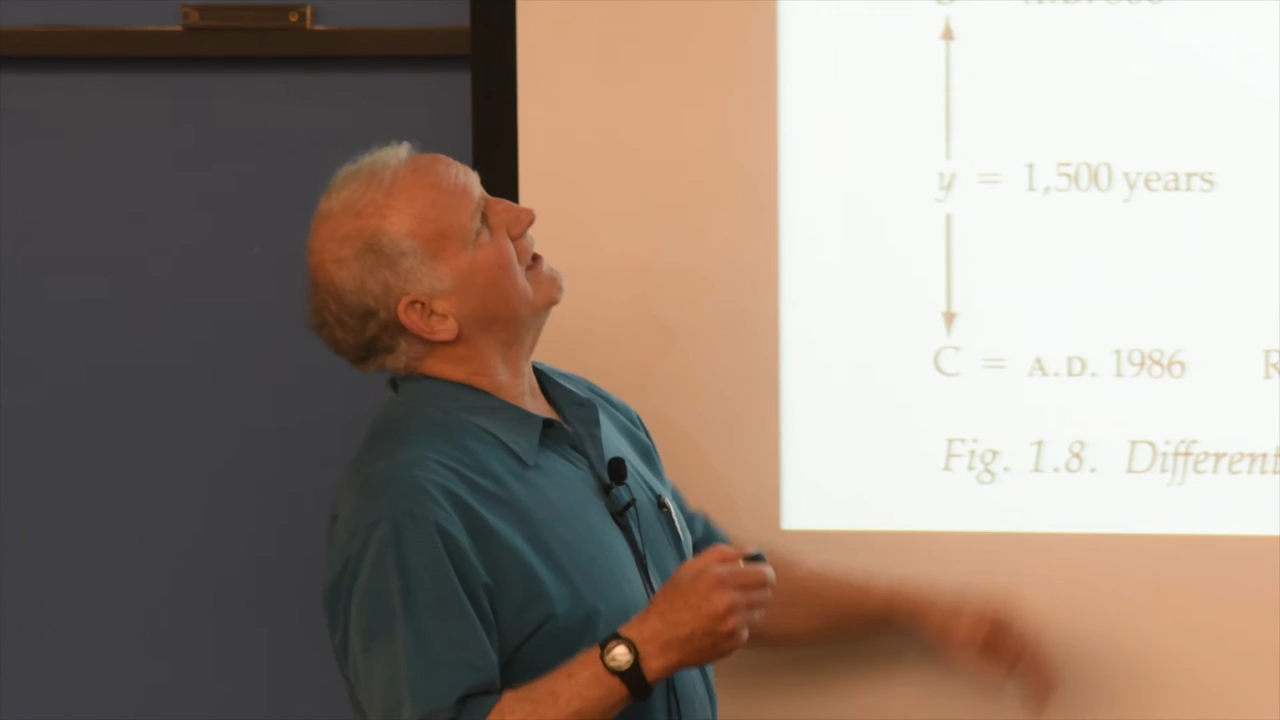 y = 1,500 years
C = A.D. 1986 R
Fig. 1.8. Different